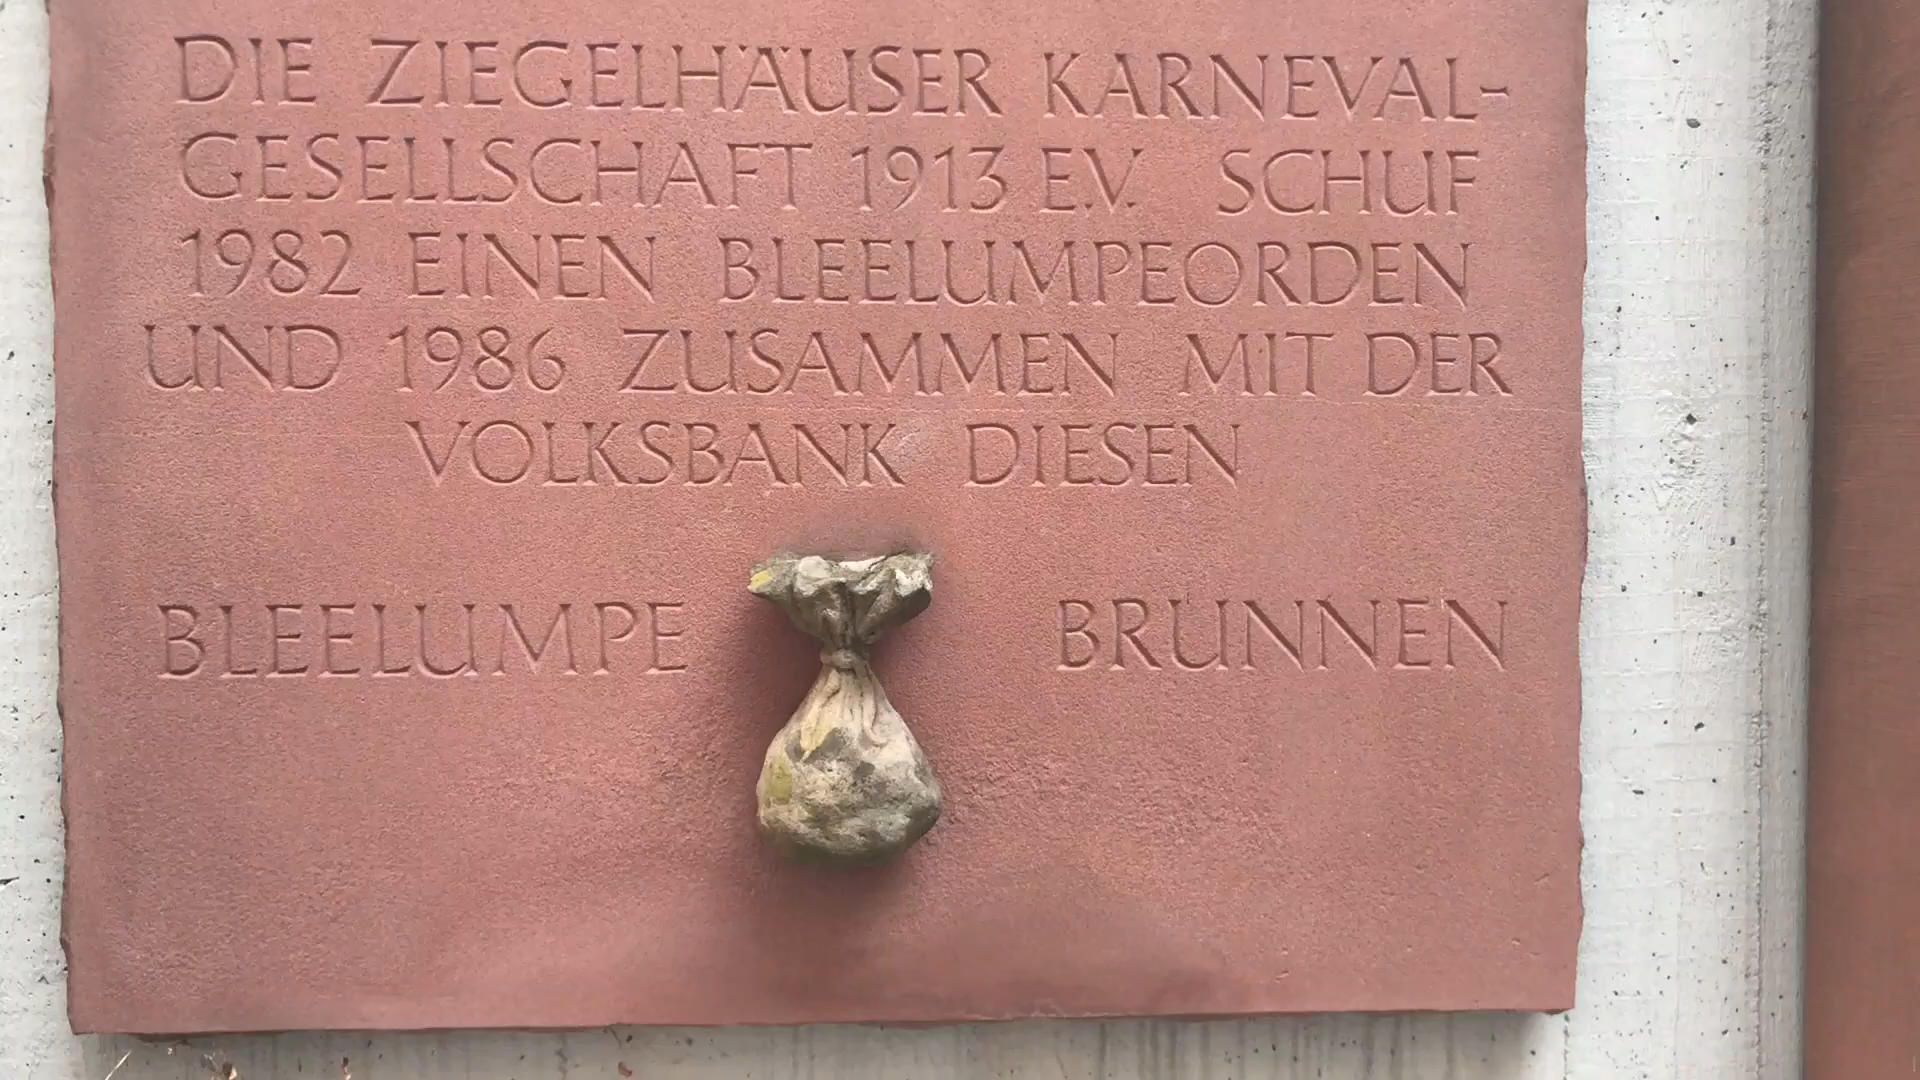 DIE ZIEGELHÄUSER KARNEVAL-
GESELLSCHAFT 1913 E.V. SCHUF
1982 EINEN BLEELUMPEORDEN
UND 1986 ZUSAMMEN MIT DER
VOLKSBANK DIESEN
BLEELUMPE BRUNNEN